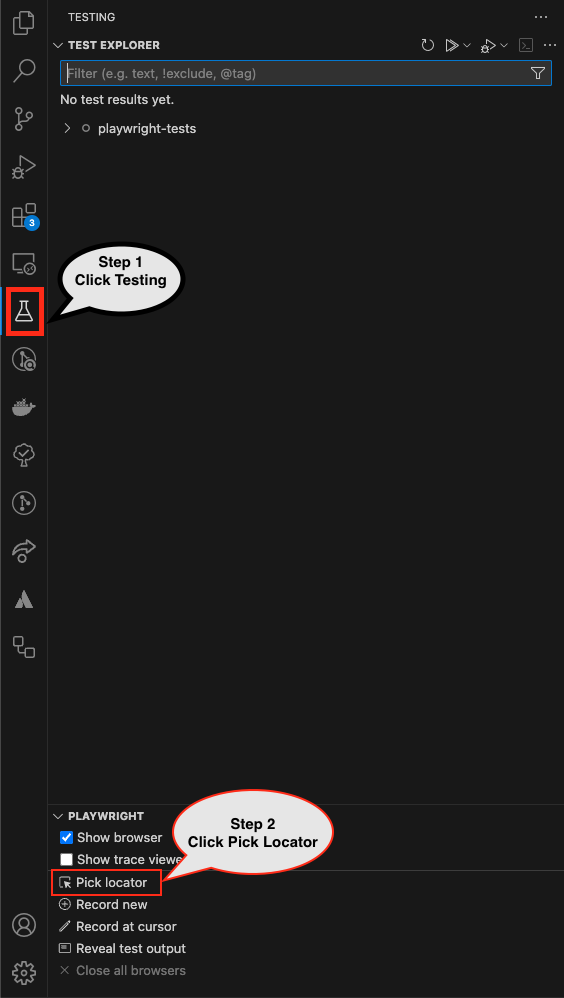 TESTING
TEST EXPLORER
Filter (e.g. text, !exclude, @tag)
No test results yet.
playwright-tests
3
Step 1
Click Testing
PLAYWRIGHT
Show browser
Show trace viewe
Step 2
Click Pick Locator
Pick locator
Record new
Record at cursor
Reveal test output
Close all browsers